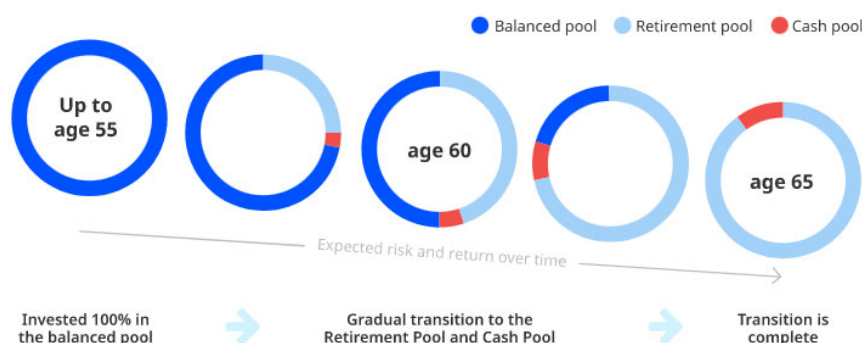 Balanced pool
Retirement pool
Cash pool
Up to
age 55
age 60
age 65
Expected risk and return over time
Invested 100% in
the balanced pool
Gradual transition to the
Retirement Pool and Cash Pool
Transition is
complete